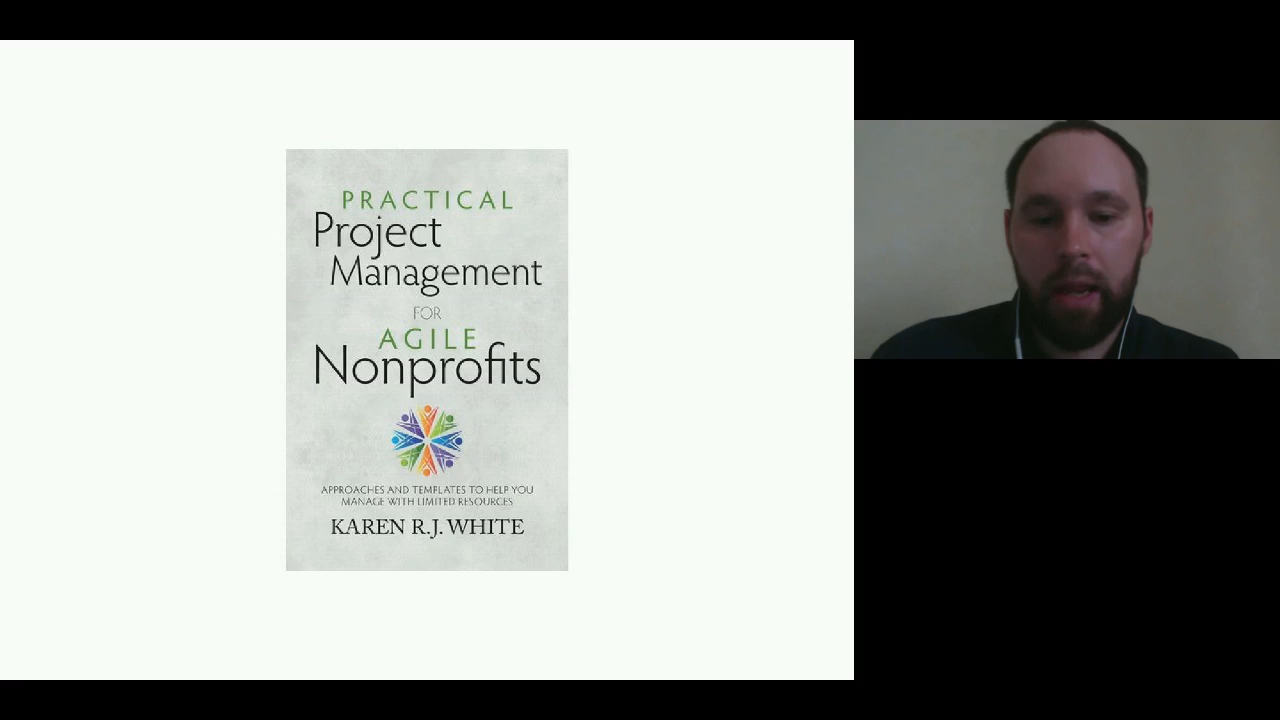 PRACTICAL
Project
Management
FOR
AGILE
Nonprofits
APPROACHES AND TEMPLATES TO HELP YOU
MANAGE WITH LIMITED RESOURCES
KAREN R.J. WHITE